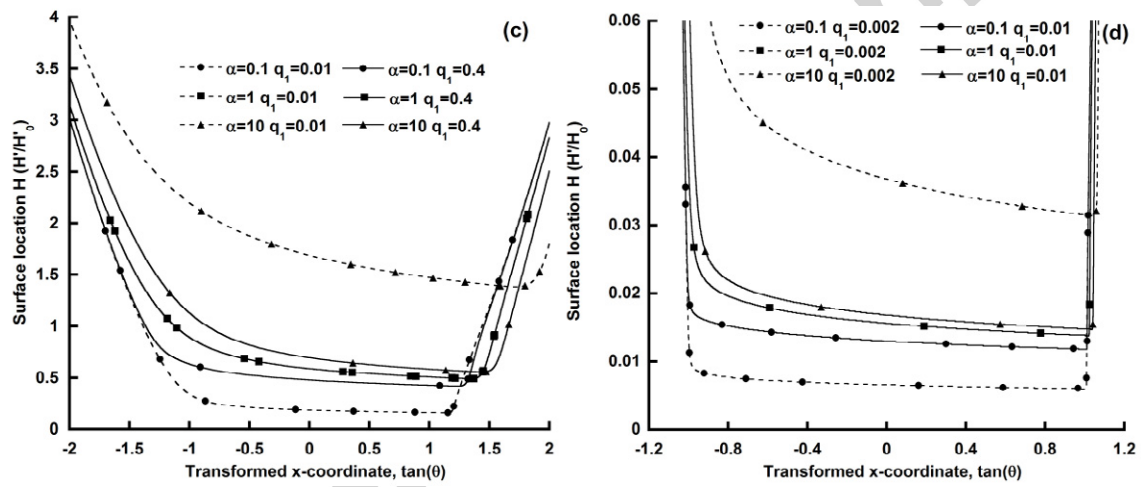 (c)
4
3.5
3
2.5
2
1.5
1
0.5
0
Surface location H (H'/H'₀)
α=0.1 q₁=0.01
α=0.1 q₁=0.4
α=1 q₁=0.01
α=1 q₁=0.4
α=10 q₁=0.01
α=10 q₁=0.4
-2 -1.5 -1 -0.5 0 0.5 1 1.5 2
Transformed x-coordinate, tan(θ)
(d)
0.06
0.05
0.04
0.03
0.02
0.01
0
Surface location H (H'/H₀)
α=0.1 q₁=0.002
α=0.1 q₁=0.01
α=1 q₁=0.002
α=1 q₁=0.01
α=10 q₁=0.002
α=10 q₁=0.01
-1.2 -0.8 -0.4 0 0.4 0.8 1.2
Transformed x-coordinate, tan(θ)